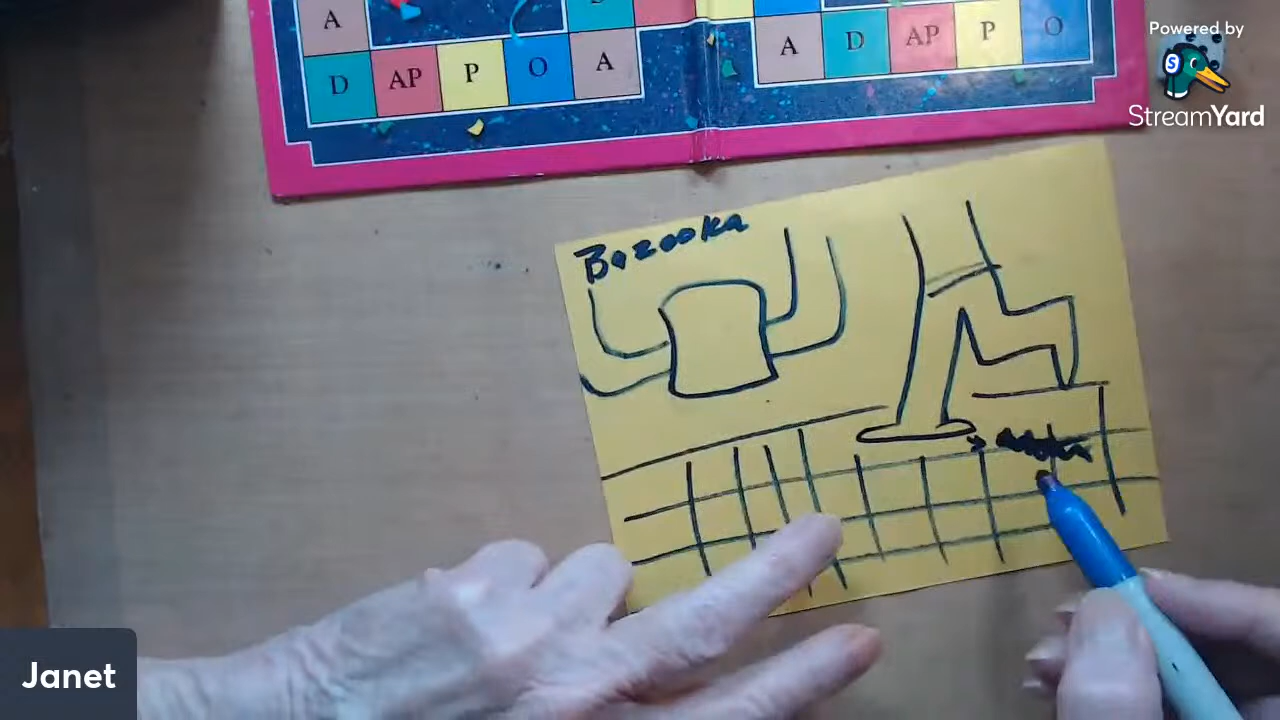 Powered by
StreamYard
A
D AP P O A
A D AP P O
Bazooka
Janet